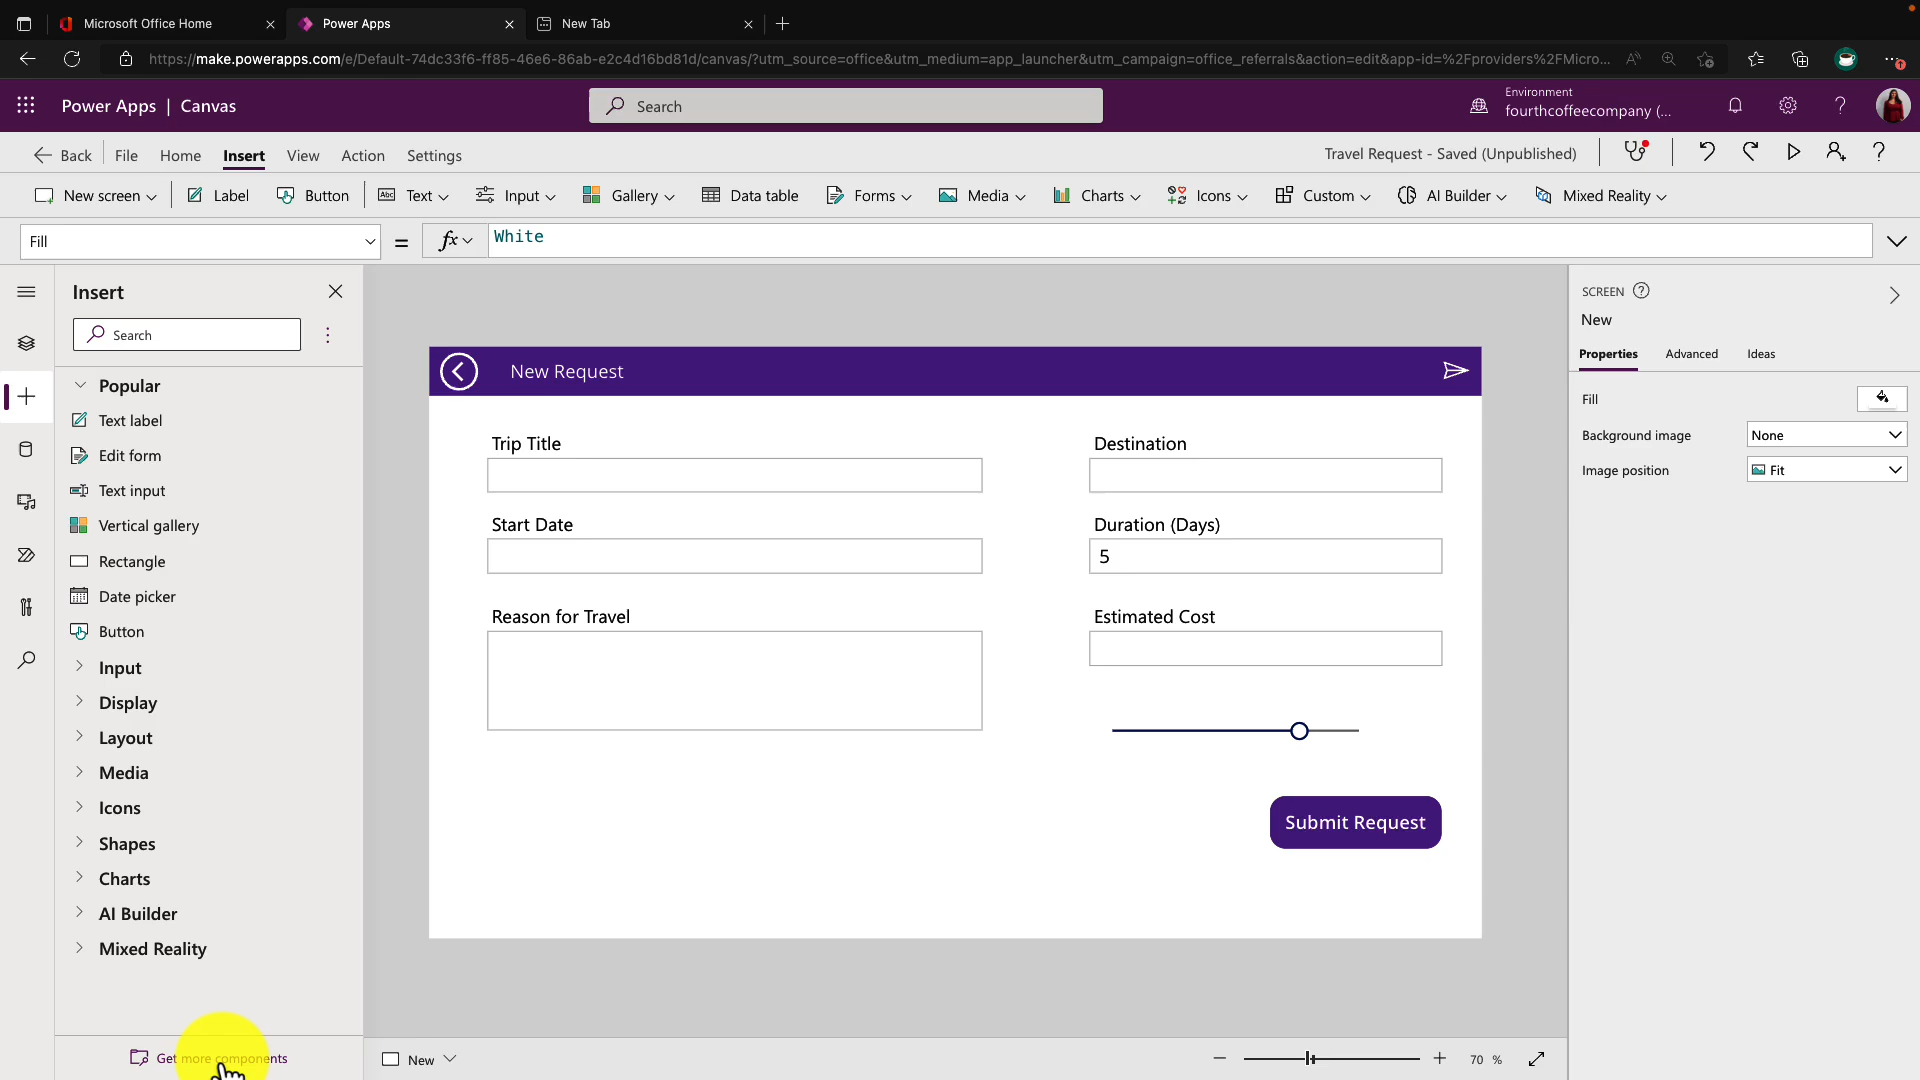 Microsoft Office Home
Power Apps
New Tab
https://make.powerapps.com/e/Default-74dc33f6-ff85-46e6-86ab-e2c4d16bd81d/canvas/?utm_source=office&utm_medium=app_launcher&utm_campaign=office_referrals&action=edit&app-id=%2Fproviders%2FMicro...
Power Apps | Canvas
Search
Environment
fourthcoffeecompany (...
Back
File
Home
Insert
View
Action
Settings
Travel Request - Saved (Unpublished)
New screen
Label
Button
Text
Input
Gallery
Data table
Forms
Media
Charts
Icons
Custom
AI Builder
Mixed Reality
Fill
=
fx
White
Insert
Search
Popular
Text label
Edit form
Text input
Vertical gallery
Rectangle
Date picker
Button
Input
Display
Layout
Media
Icons
Shapes
Charts
AI Builder
Mixed Reality
Get more components
New Request
Trip Title
Destination
Start Date
Duration (Days)
5
Reason for Travel
Estimated Cost
Submit Request
SCREEN
New
Properties
Advanced
Ideas
Fill
Background image
None
Image position
Fit
New
70 %